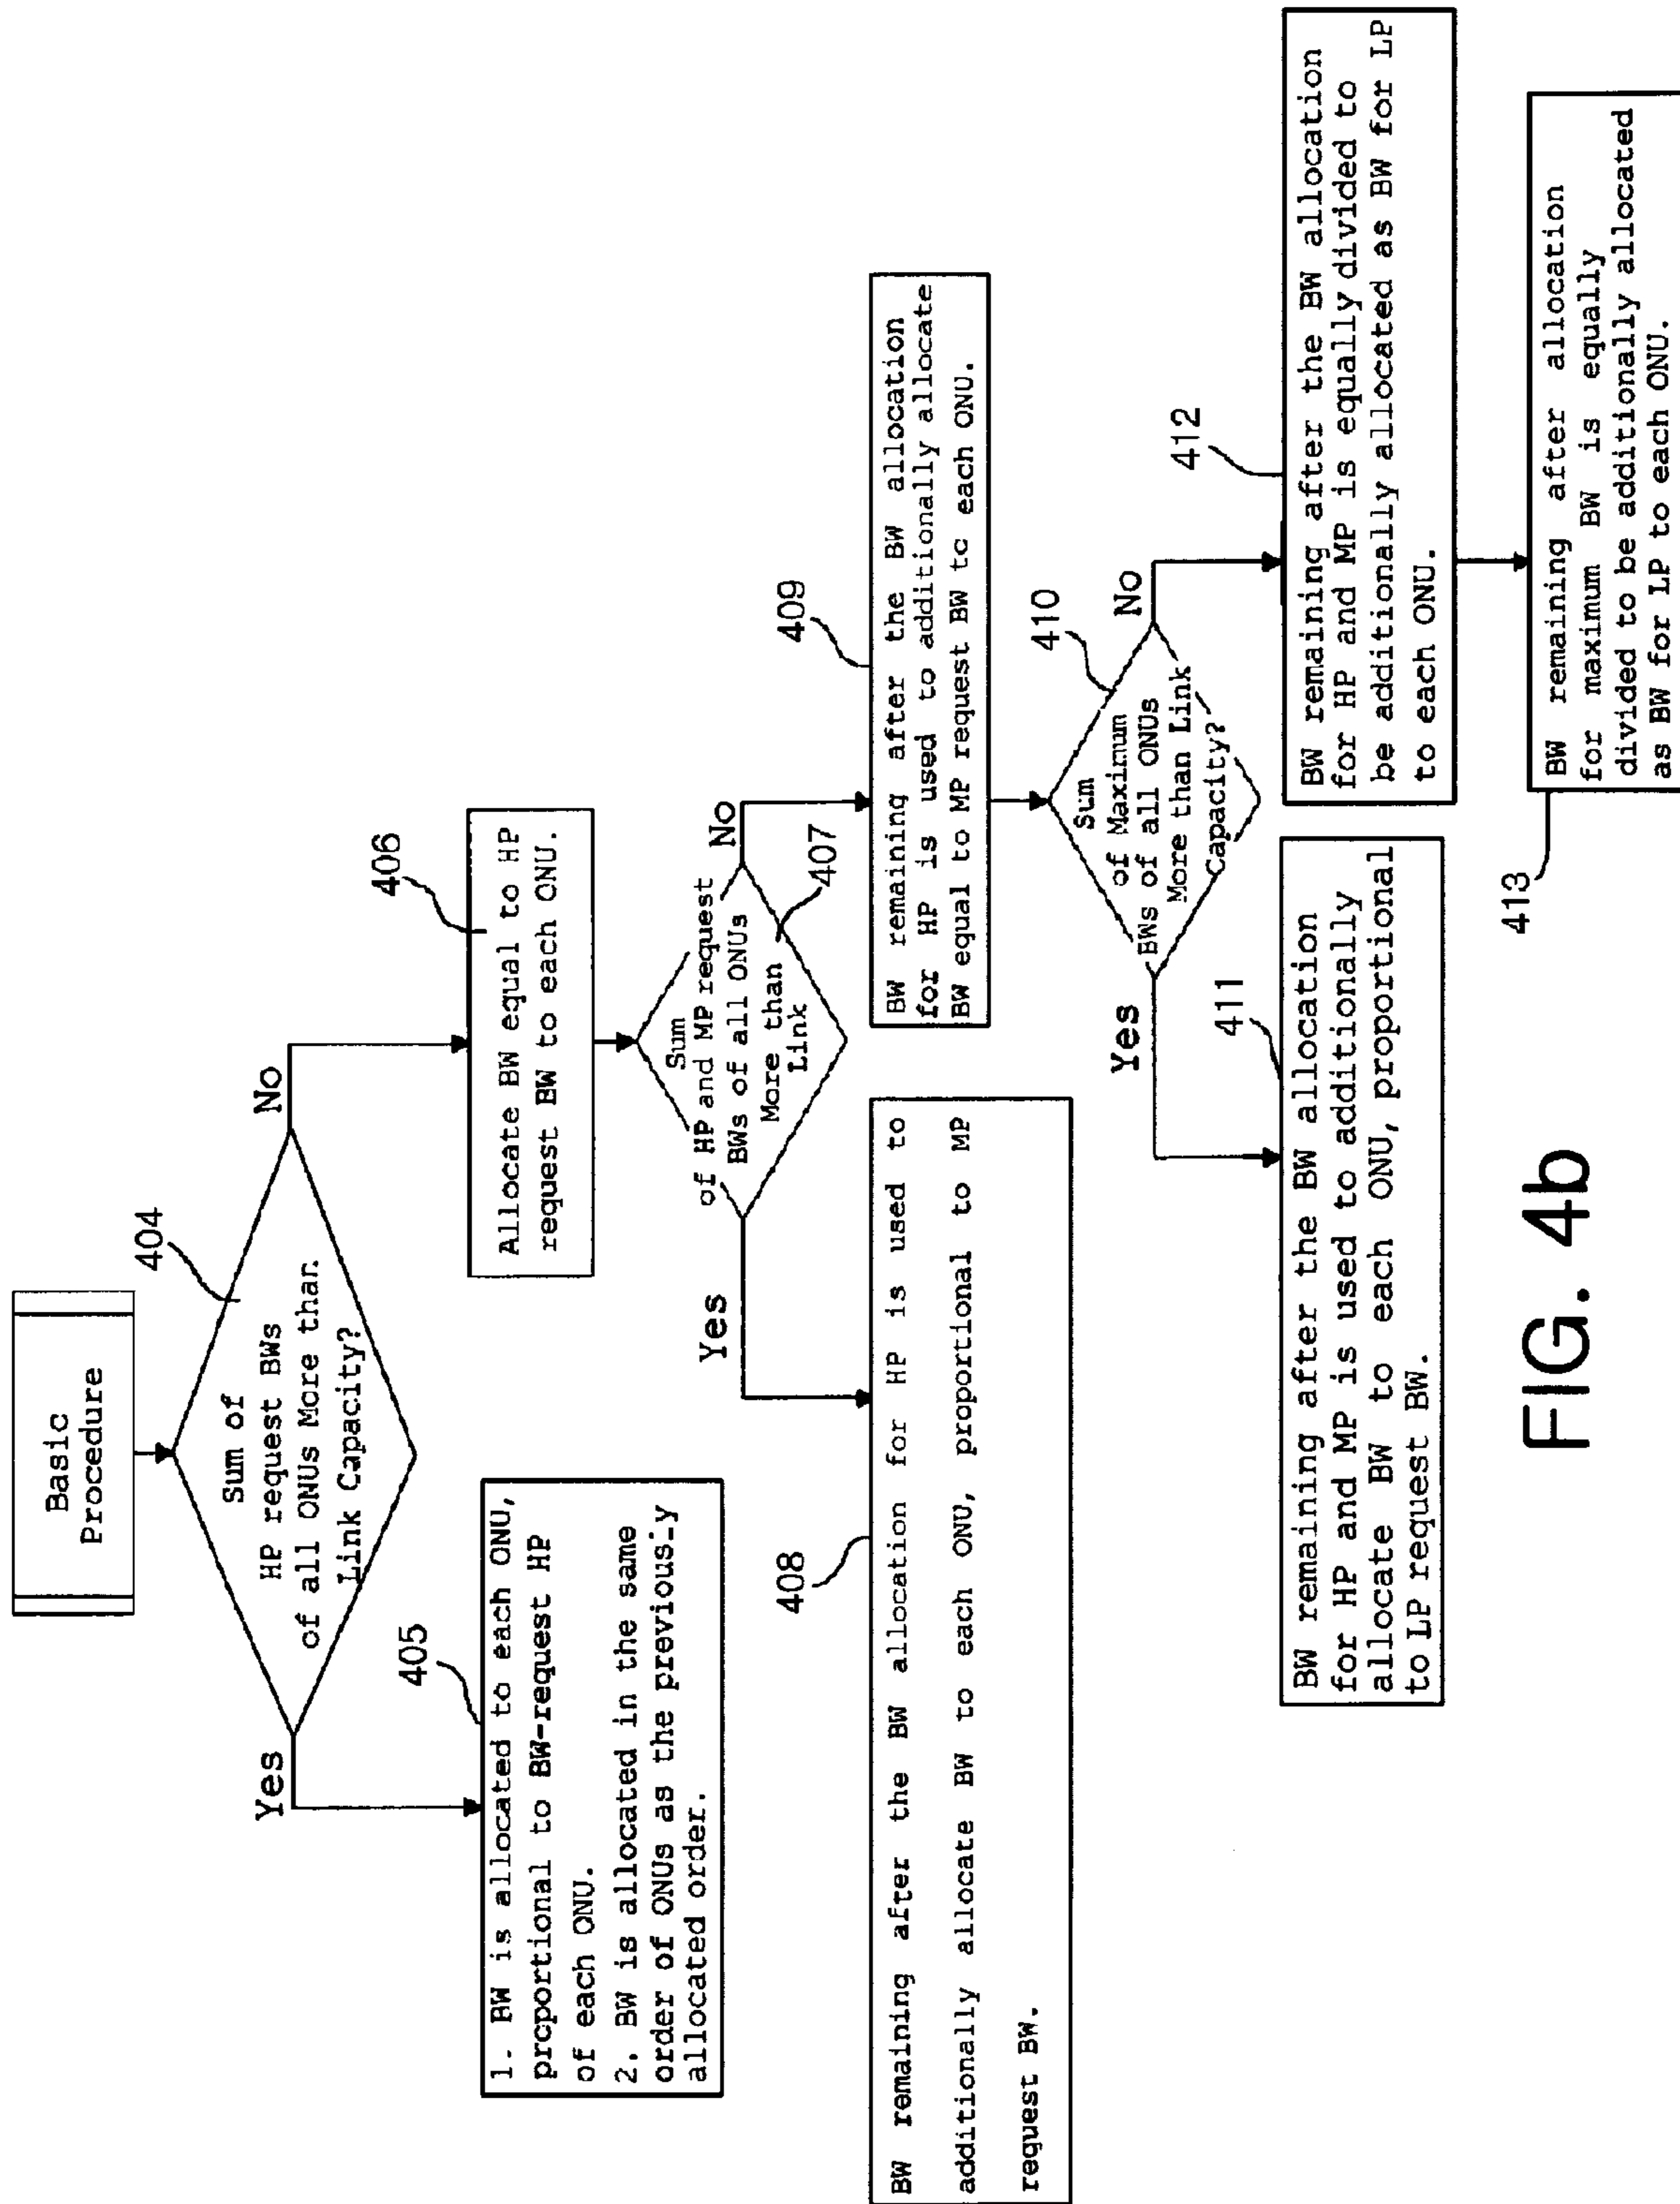 Basic
Procedure
404
Sum of
HP request BWs
of all ONUs More than
Link Capacity?
Yes
No
405
1. BW is allocated to each ONU,
proportional to BW-request HP
of each ONU.
2. BW is allocated in the same
order of ONUs as the previously
allocated order.
406
Allocate BW equal to HP
request BW to each ONU.
Sum
of HP and MP request
BWs of all ONUs
More than
Link
407
Yes
No
408
BW remaining after the BW allocation for HP is used to
additionally allocate BW to each ONU, proportional to MP
request BW.
409
BW remaining after the BW allocation
for HP is used to additionally allocate
BW equal to MP request BW to each ONU.
410
Sum
of Maximum
BWs of all ONUs
More than Link
Capacity?
Yes
No
411
BW remaining after the BW allocation
for HP and MP is used to additionally
allocate BW to each ONU, proportional
to LP request BW.
412
BW remaining after the BW allocation
for HP and MP is equally divided to
be additionally allocated as BW for LP
to each ONU.
413
BW remaining after allocation
for maximum BW is equally
divided to be additionally allocated
as BW for LP to each ONU.
FIG. 4b